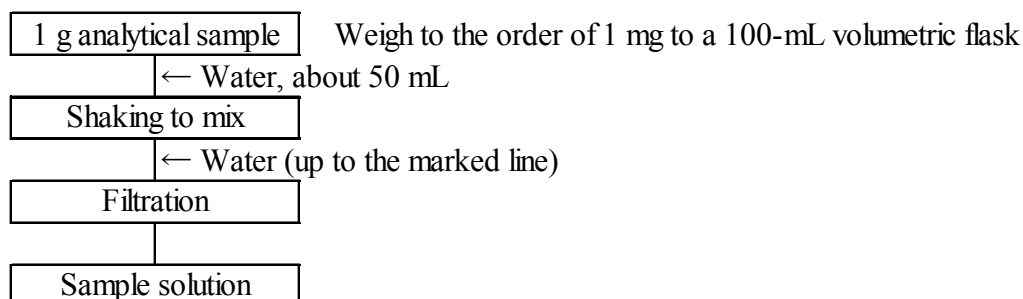 1 g analytical sample Weigh to the order of 1 mg to a 100-mL volumetric flask
← Water, about 50 mL
Shaking to mix
← Water (up to the marked line)
Filtration
Sample solution